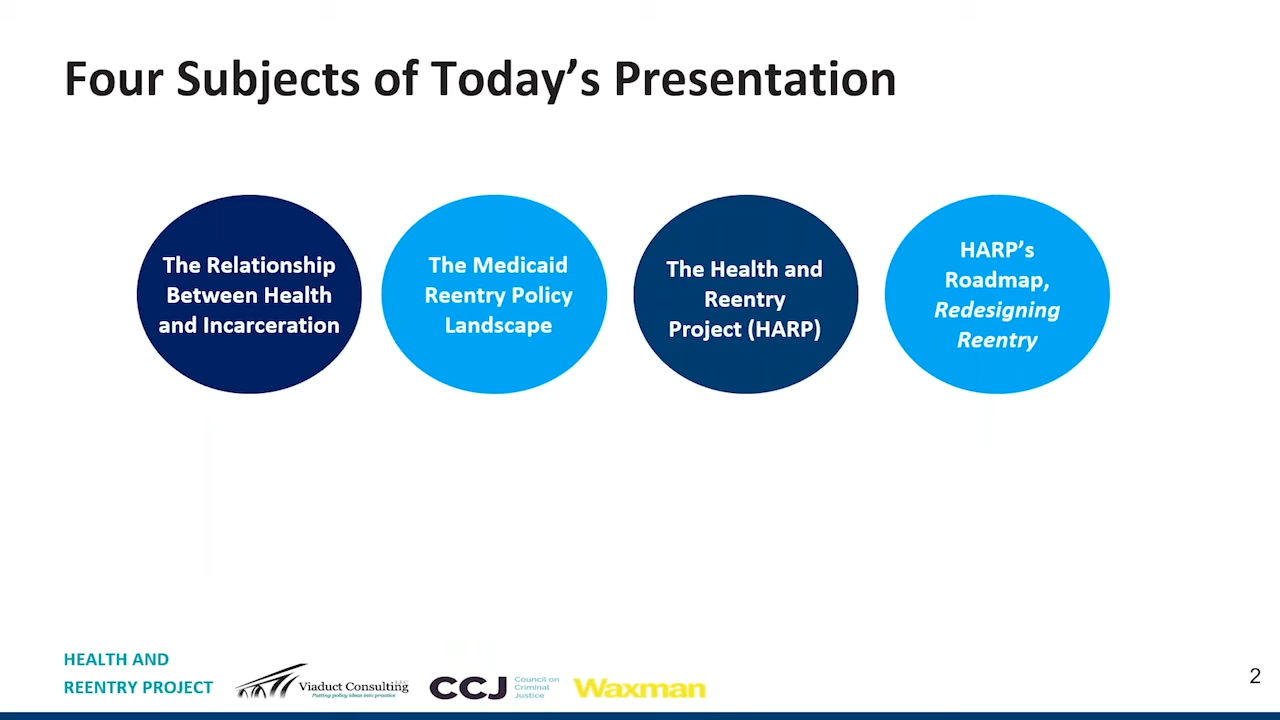 Four Subjects of Today's Presentation
The Relationship
Between Health
and Incarceration
The Medicaid
Reentry Policy
Landscape
The Health and
Reentry
Project (HARP)
HARP's
Roadmap,
Redesigning
Reentry
HEALTH AND
REENTRY PROJECT
Viaduct Consulting LLC
Putting policy ideas into practice
CCJ
Council on
Criminal
Justice
Waxman
2